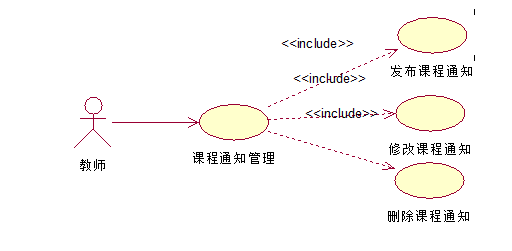 <<include>>
发布课程通知
<<include>>
<<include>>
修改课程通知
教师
课程通知管理
删除课程通知